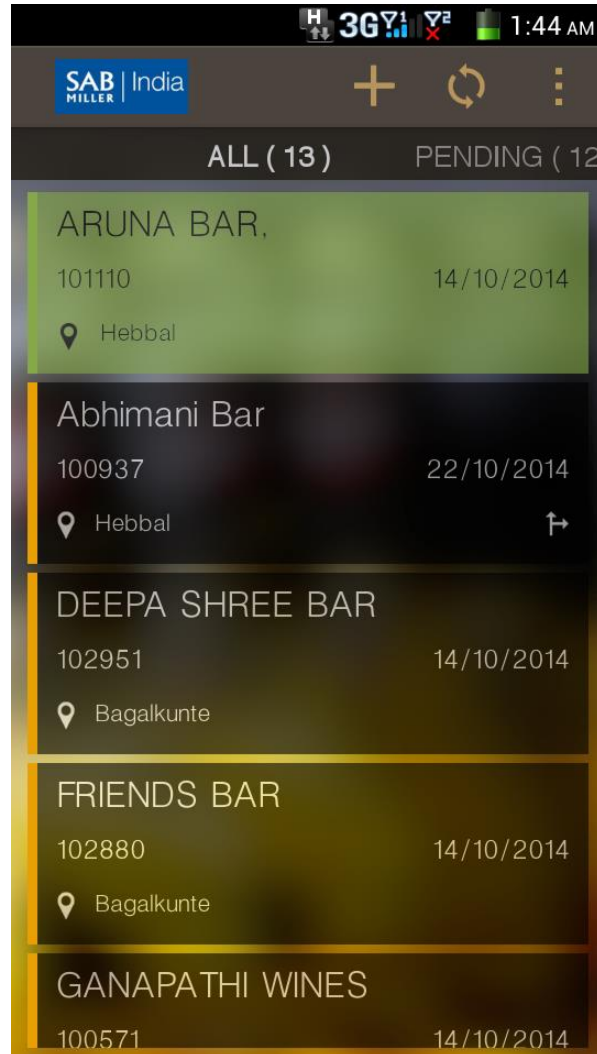 H 3G 1 2 1:44 AM
SAB MILLER | India
ALL ( 13 ) PENDING ( 12
ARUNA BAR,
101110 14/10/2014
Hebbal
Abhimani Bar
100937 22/10/2014
Hebbal
DEEPA SHREE BAR
102951 14/10/2014
Bagalkunte
FRIENDS BAR
102880 14/10/2014
Bagalkunte
GANAPATHI WINES
100571 14/10/2014